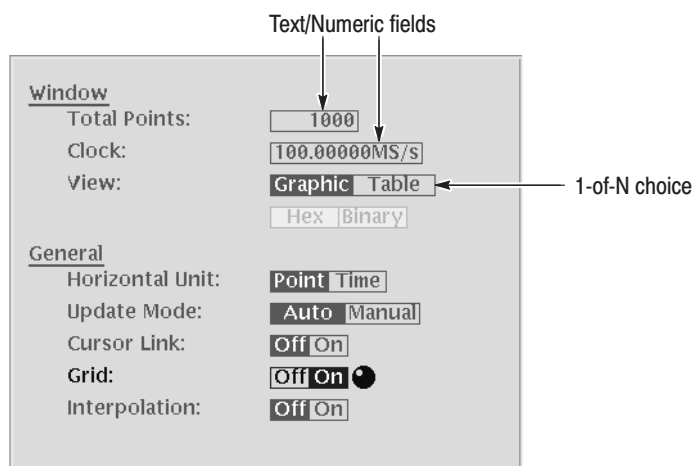 Text/Numeric fields
Window
Total Points: 1000
Clock: 100.00000MS/s
View: Graphic Table
1-of-N choice
Hex Binary
General
Horizontal Unit: Point Time
Update Mode: Auto Manual
Cursor Link: Off On
Grid: Off On
Interpolation: Off On